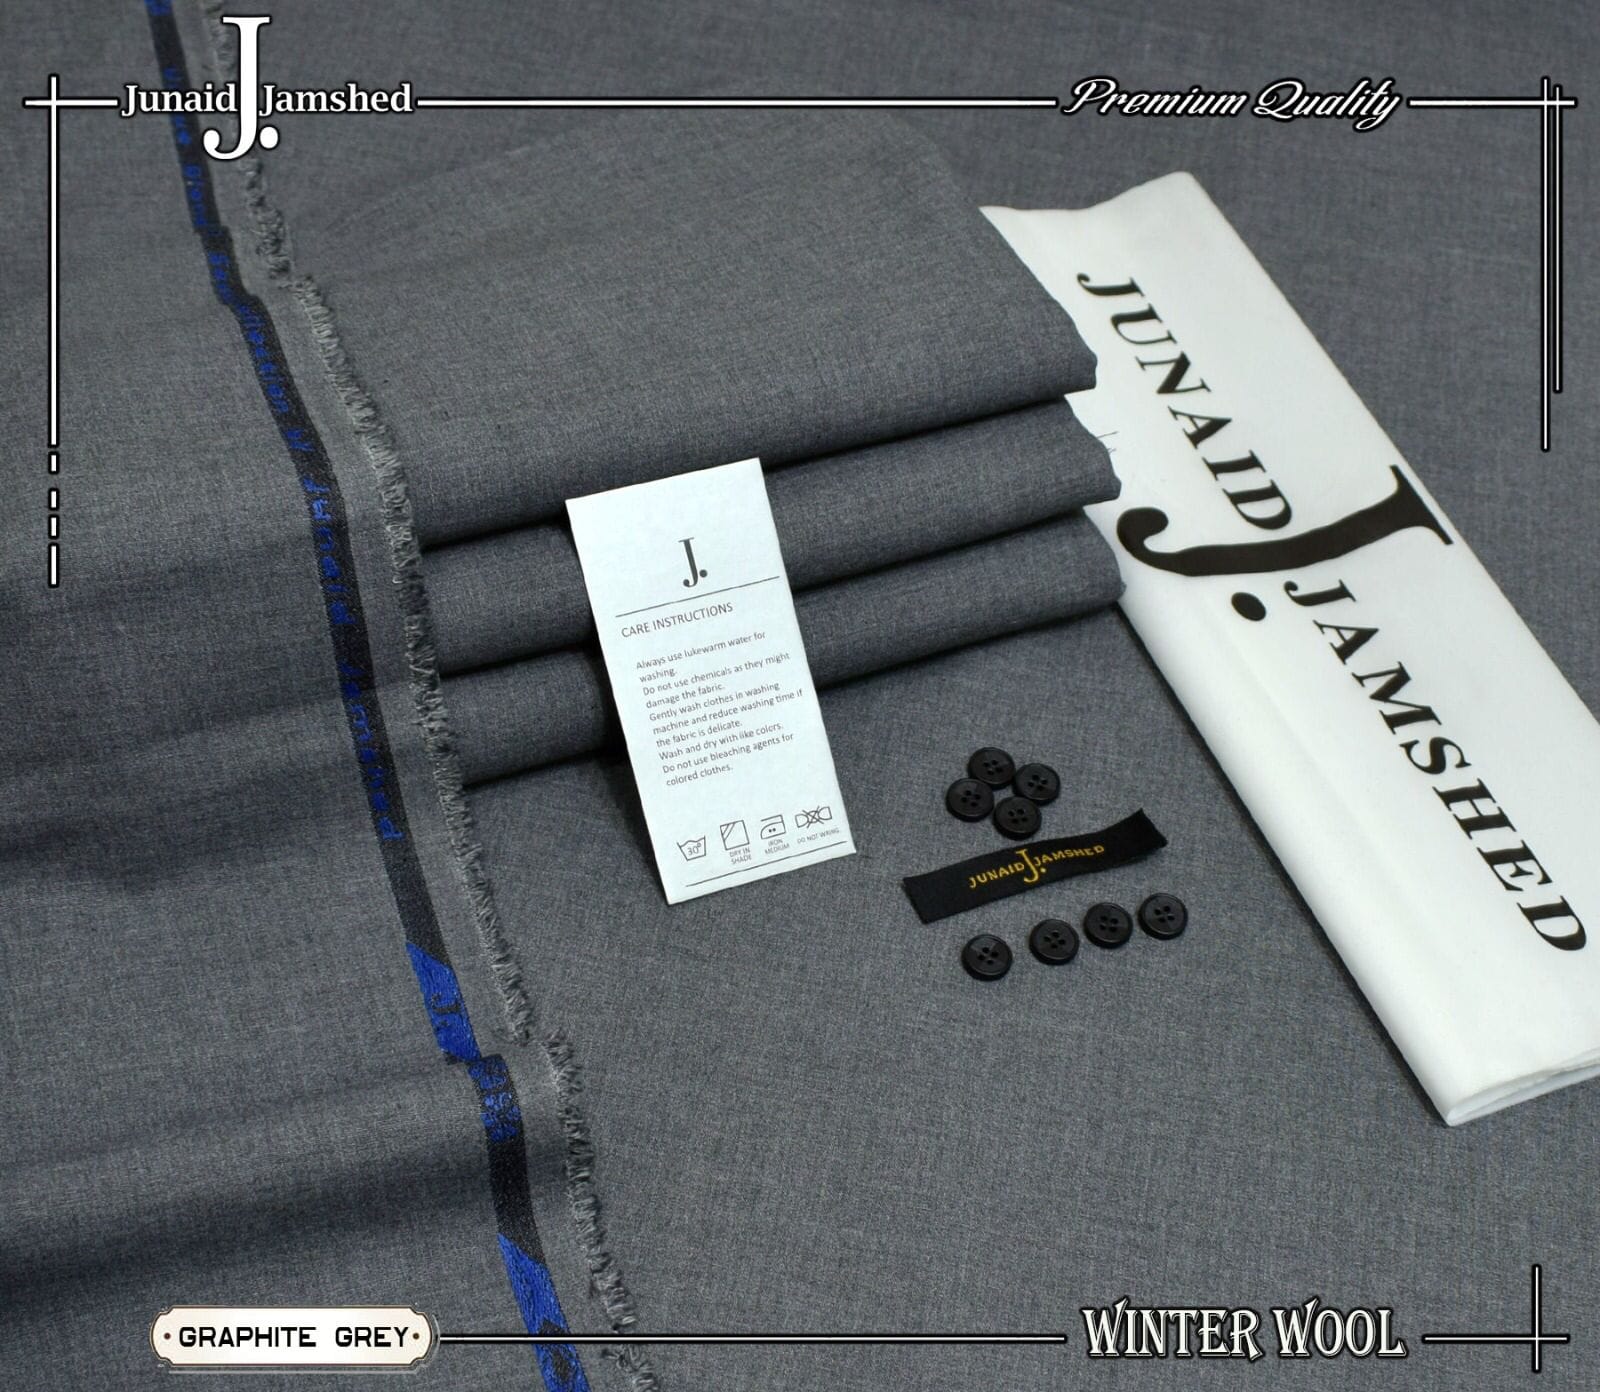 Junaid J. Jamshed
Premium Quality
JUNAID J. JAMSHED
J.
CARE INSTRUCTIONS
Always use lukewarm water for
washing.
Do not use chemicals as they might
damage the fabric.
Gently wash clothes in washing
machine and reduce washing time if
the fabric is delicate.
Wash and dry with like colors.
Do not use bleaching agents for
colored clothes.
30°
DRY IN
SHADE
IRON
MEDIUM
DO NOT WRING
JUNAID J. JAMSHED
Junaid Jamshed
J.
GRAPHITE GREY
WINTER WOOL